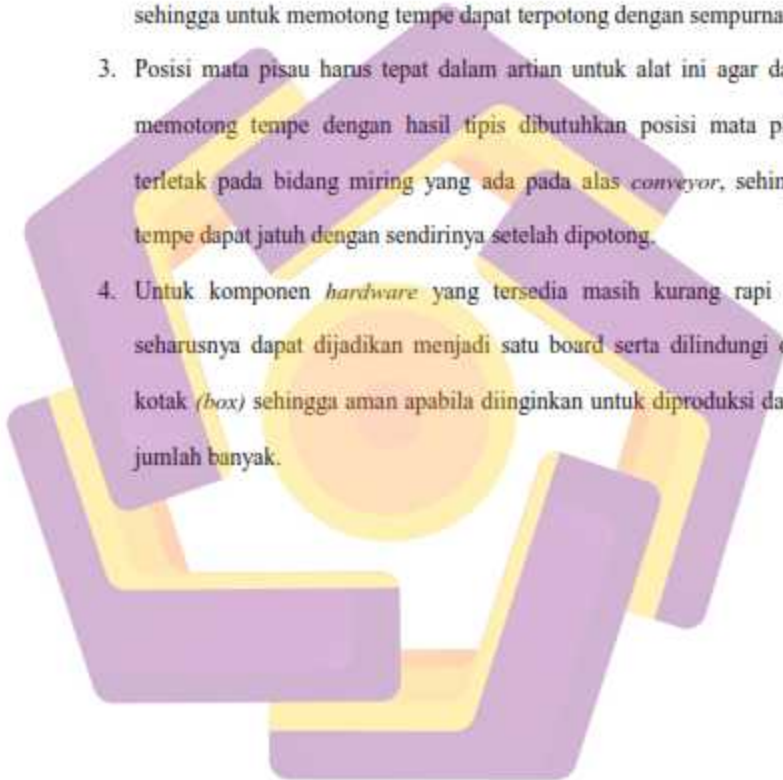 sehingga untuk memotong tempe dapat terpotong dengan sempurna
3. Posisi mata pisau harus tepat dalam artian untuk alat ini agar da
memotong tempe dengan hasil tipis dibutuhkan posisi mata p
terletak pada bidang miring yang ada pada alas conveyor, sehin
tempe dapat jatuh dengan sendirinya setelah dipotong.
4. Untuk komponen hardware yang tersedia masih kurang rapi
seharusnya dapat dijadikan menjadi satu board serta dilindungi
kotak (box) sehingga aman apabila diinginkan untuk diproduksi da
jumlah banyak.